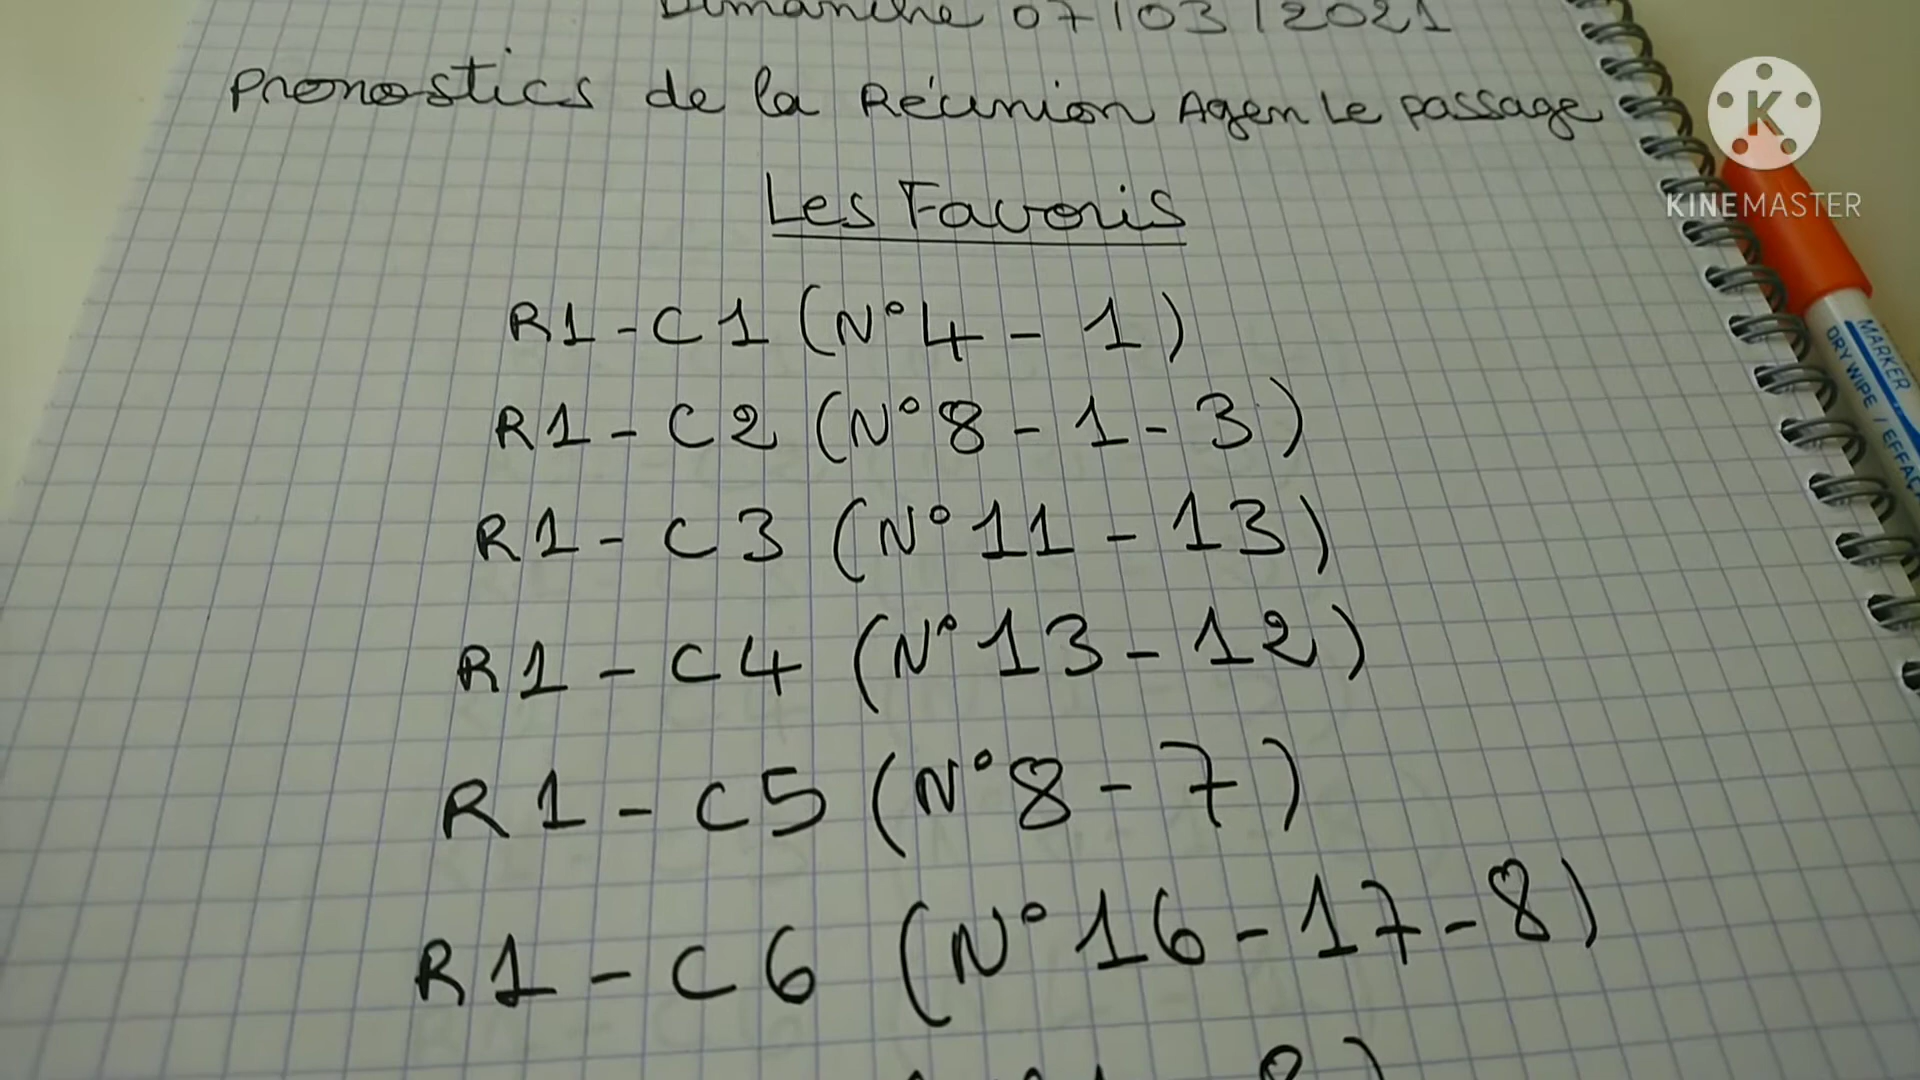 Dimanche 07/03/2021
Pronostics de la Réunion Agen Le passage
Les Favoris
R1-C1 (N°4-1)
R1-C2 (N°8-1-3)
R1-C3 (N°11-13)
R1-C4 (N°13-12)
R1-C5 (N°8-7)
R1-C6 (N°16-17-8)
K
KINEMASTER
MARKER
DRY WIPE / EFFA